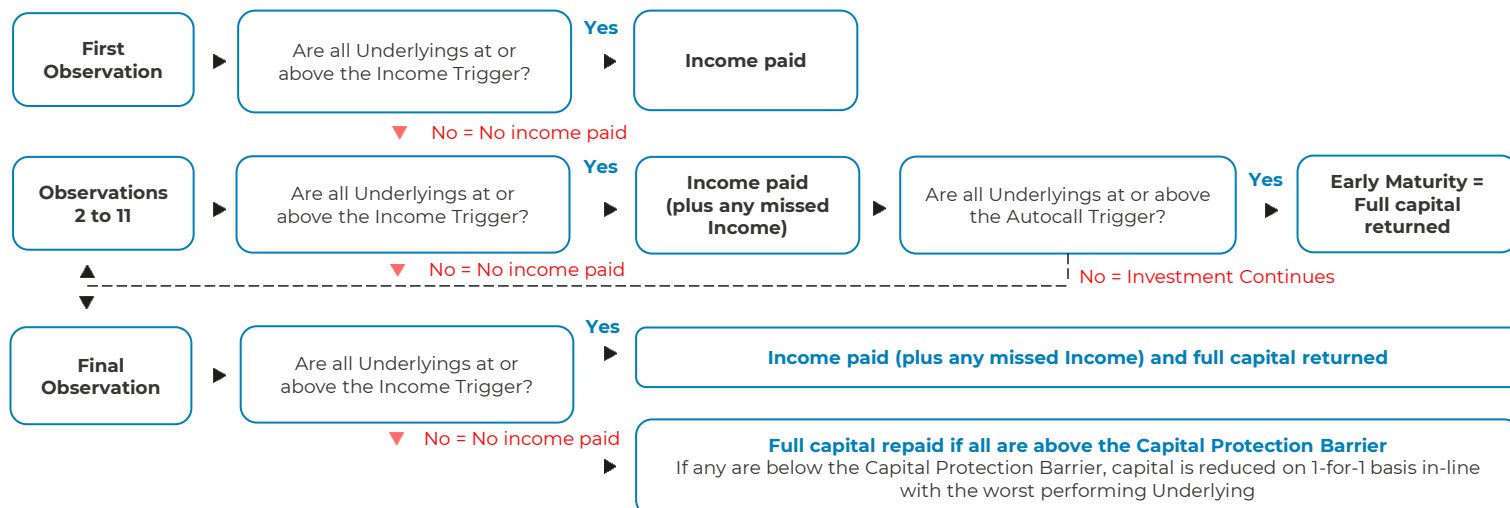 First
Observation
Are all Underlyings at or
above the Income Trigger?
Yes
Income paid
No = No income paid
Observations
2 to 11
Are all Underlyings at or
above the Income Trigger?
Yes
Income paid
(plus any missed
Income)
Are all Underlyings at or above
the Autocall Trigger?
Yes
Early Maturity =
Full capital
returned
No = No income paid
No = Investment Continues
Final
Observation
Are all Underlyings at or
above the Income Trigger?
Yes
Income paid (plus any missed Income) and full capital returned
No = No income paid
Full capital repaid if all are above the Capital Protection Barrier
If any are below the Capital Protection Barrier, capital is reduced on 1-for-1 basis in-line
with the worst performing Underlying